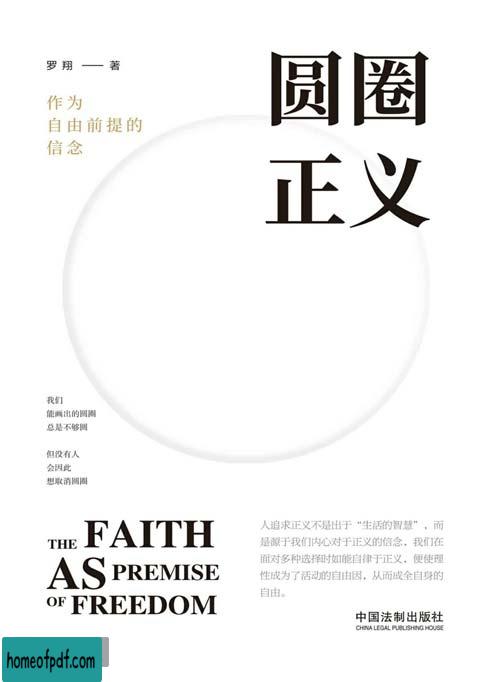 罗翔 —— 著
圆圈
正义
作为
自由前提的
信念
我们
能画出的圆圈
总是不够圆
但没有人
会因此
想取消圆圈
THE FAITH
AS PREMISE
OF FREEDOM
人追求正义不是出于“生活的智慧”，而
是源于我们内心对于正义的信念，我们在
面对多种选择时如能自律于正义，便使理
性成为了活动的自由因，从而成全自身的
自由。
中国法制出版社
CHINA LEGAL PUBLISHING HOUSE
homeofpdf.com